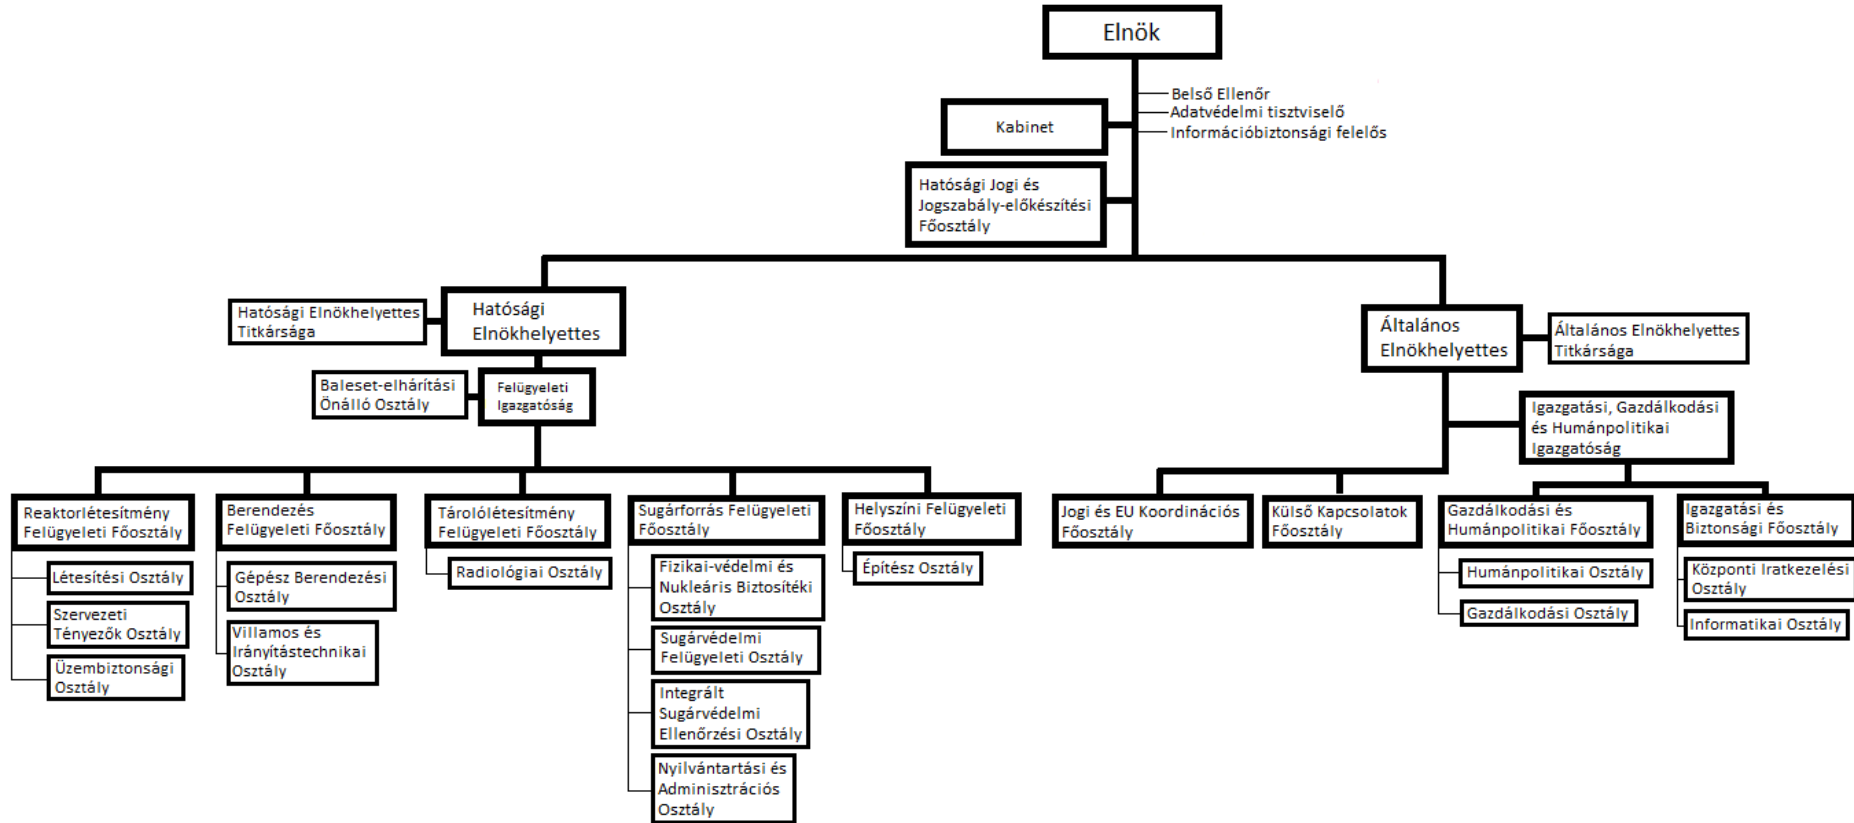 Elnök
Belső Ellenőr
Adatvédelmi tisztviselő
Információbiztonsági felelős
Kabinet
Hatósági Jogi és
Jogszabály-előkészítési
Főosztály
Hatósági Elnökhelyettes
Titkársága
Hatósági
Elnökhelyettes
Baleset-elhárítási
Önálló Osztály
Felügyeleti
Igazgatóság
Általános
Elnökhelyettes
Általános Elnökhelyettes
Titkársága
Igazgatási, Gazdálkodási
és Humánpolitikai
Igazgatóság
Reaktorlétesítmény
Felügyeleti Főosztály
Létesítési Osztály
Szervezeti
Tényezők Osztály
Üzembiztonsági
Osztály
Berendezés
Felügyeleti Főosztály
Gépész Berendezési
Osztály
Villamos és
Irányítástechnikai
Osztály
Tárolólétesítmény
Felügyeleti Főosztály
Radiológiai Osztály
Sugárforrás Felügyeleti
Főosztály
Fizikai-védelmi és
Nukleáris Biztosítéki
Osztály
Sugárvédelmi
Felügyeleti Osztály
Integrált
Sugárvédelmi
Ellenőrzési Osztály
Nyilvántartási és
Adminisztrációs
Osztály
Helyszíni Felügyeleti
Főosztály
Építész Osztály
Jogi és EU Koordinációs
Főosztály
Külső Kapcsolatok
Főosztály
Gazdálkodási és
Humánpolitikai Főosztály
Humánpolitikai Osztály
Gazdálkodási Osztály
Igazgatási és
Biztonsági Főosztály
Központi Iratkezelési
Osztály
Informatikai Osztály